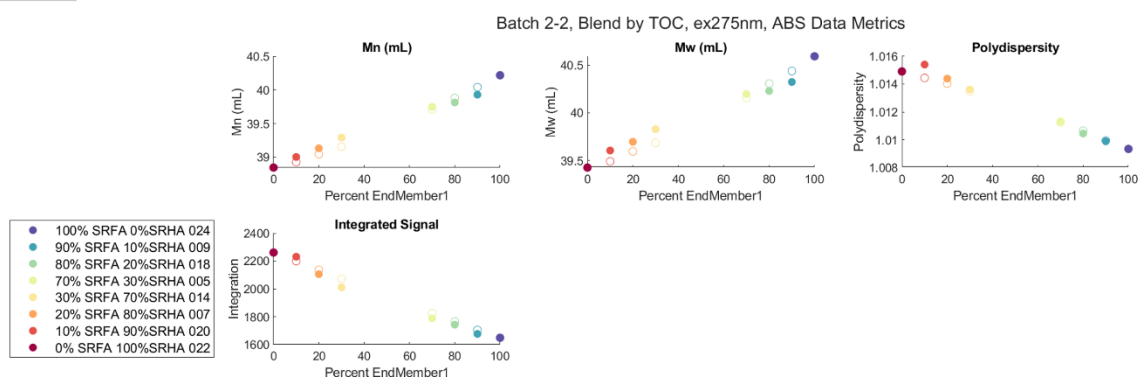 Batch 2-2, Blend by TOC, ex275nm, ABS Data Metrics
Mn (mL)
Mn (mL)
40.5
40
39.5
39
0 20 40 60 80 100
Percent EndMember1
Mw (mL)
Mw (mL)
40.5
40
39.5
0 20 40 60 80 100
Percent EndMember1
Polydispersity
Polydispersity
1.016
1.014
1.012
1.01
1.008
0 20 40 60 80 100
Percent EndMember1
100% SRFA 0%SRHA 024
90% SRFA 10%SRHA 009
80% SRFA 20%SRHA 018
70% SRFA 30%SRHA 005
30% SRFA 70%SRHA 014
20% SRFA 80%SRHA 007
10% SRFA 90%SRHA 020
0% SRFA 100%SRHA 022
Integrated Signal
Integration
2400
2200
2000
1800
1600
0 20 40 60 80 100
Percent EndMember1